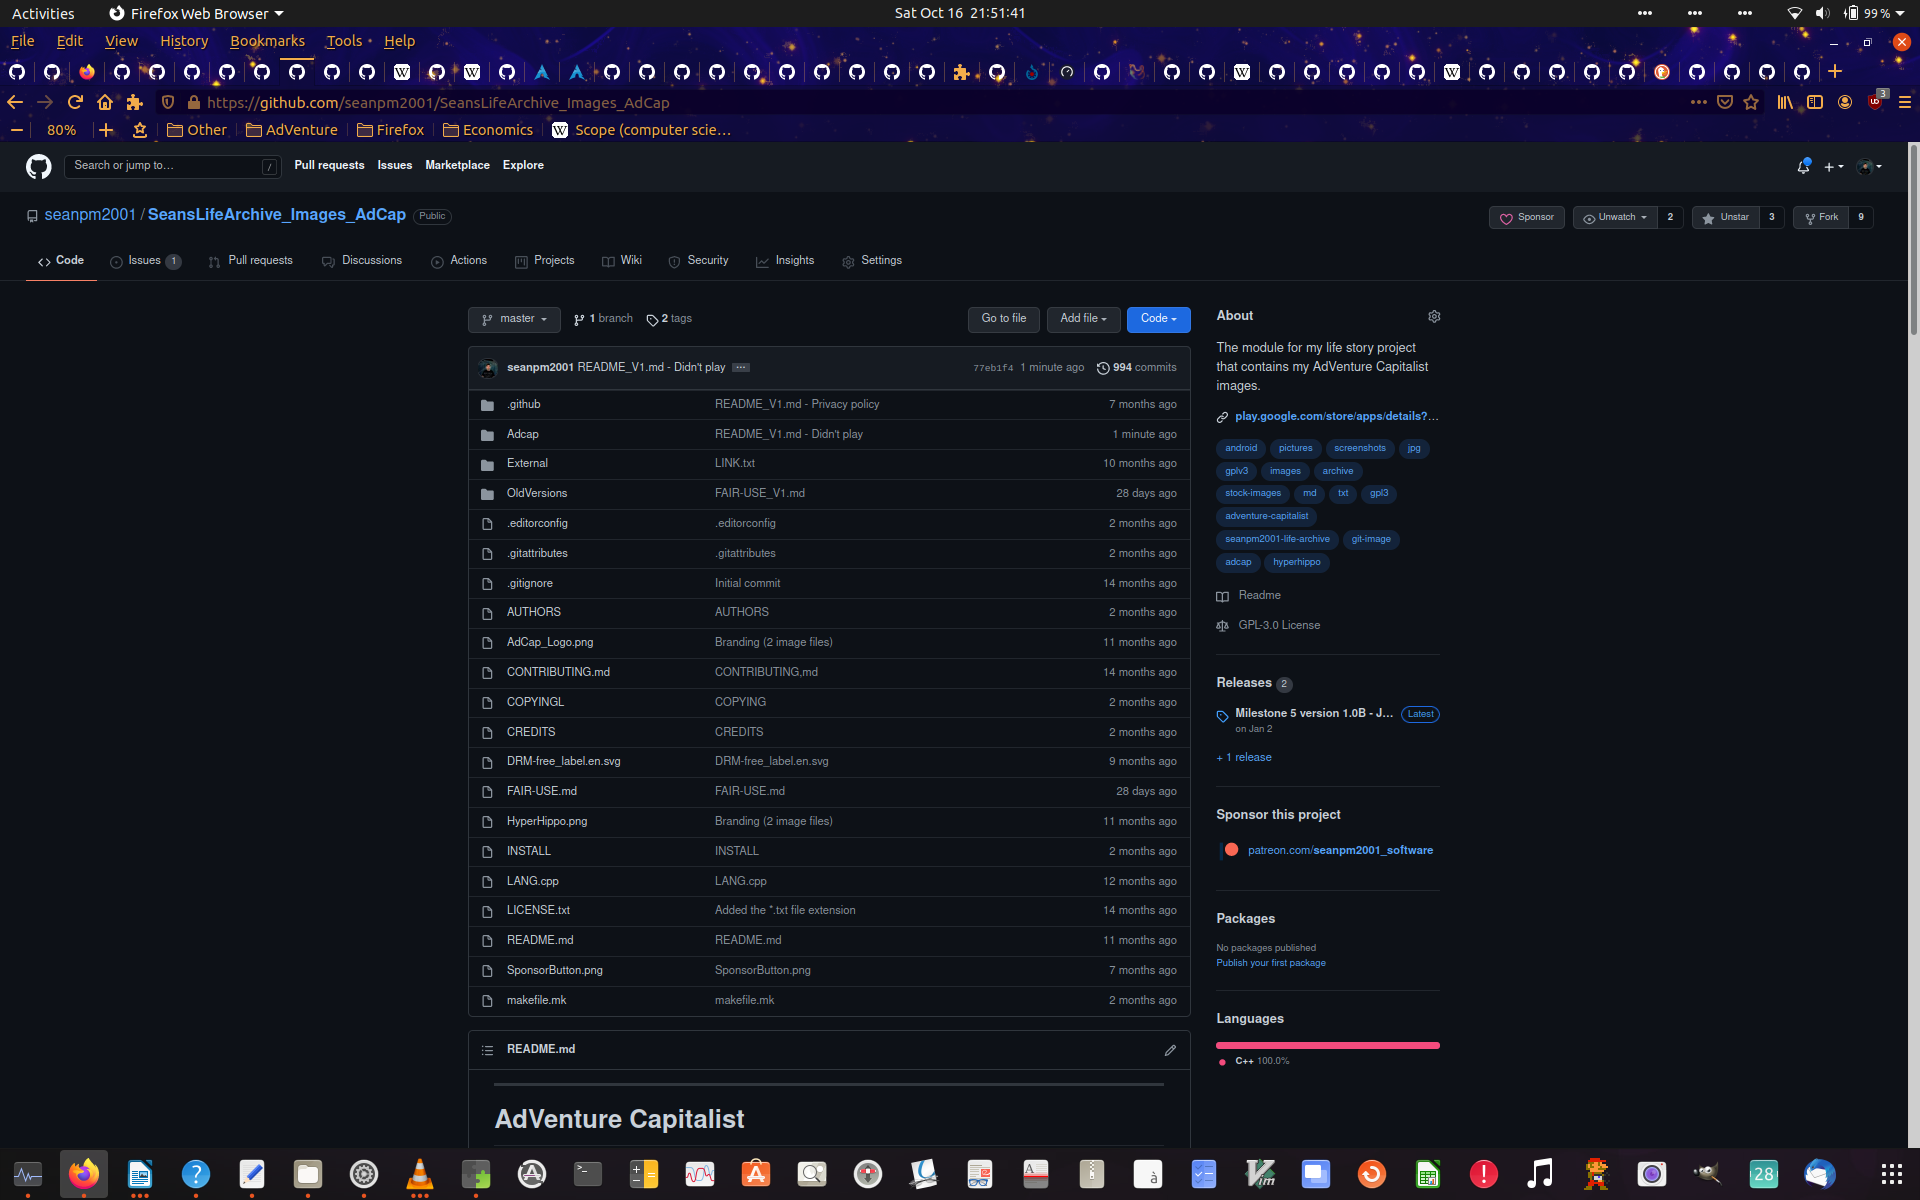 Activities Firefox Web Browser Sat Oct 16 21:51:41 99 %
File Edit View History Bookmarks Tools Help
https://github.com/seanpm2001/SeansLifeArchive_Images_AdCap 3
80% Other AdVenture Firefox Economics Scope (computer scie…
Search or jump to… / Pull requests Issues Marketplace Explore
seanpm2001 / SeansLifeArchive_Images_AdCap Public Sponsor Unwatch 2 Unstar 3 Fork 9
Code Issues 1 Pull requests Discussions Actions Projects Wiki Security Insights Settings
master 1 branch 2 tags Go to file Add file Code
seanpm2001 README_V1.md - Didn't play ... 77eb1f4 1 minute ago 994 commits
.github README_V1.md - Privacy policy 7 months ago
Adcap README_V1.md - Didn't play 1 minute ago
External LINK.txt 10 months ago
OldVersions FAIR-USE_V1.md 28 days ago
.editorconfig .editorconfig 2 months ago
.gitattributes .gitattributes 2 months ago
.gitignore Initial commit 14 months ago
AUTHORS AUTHORS 2 months ago
AdCap_Logo.png Branding (2 image files) 11 months ago
CONTRIBUTING.md CONTRIBUTING,md 14 months ago
COPYINGL COPYING 2 months ago
CREDITS CREDITS 2 months ago
DRM-free_label.en.svg DRM-free_label.en.svg 9 months ago
FAIR-USE.md FAIR-USE.md 28 days ago
HyperHippo.png Branding (2 image files) 11 months ago
INSTALL INSTALL 2 months ago
LANG.cpp LANG.cpp 12 months ago
LICENSE.txt Added the *.txt file extension 14 months ago
README.md README.md 11 months ago
SponsorButton.png SponsorButton.png 7 months ago
makefile.mk makefile.mk 2 months ago
README.md
AdVenture Capitalist
About
The module for my life story project
that contains my AdVenture Capitalist
images.
play.google.com/store/apps/details?…
android pictures screenshots jpg
gplv3 images archive
stock-images md txt gpl3
adventure-capitalist
seanpm2001-life-archive git-image
adcap hyperhippo
Readme
GPL-3.0 License
Releases 2
Milestone 5 version 1.0B - J… Latest
on Jan 2
+ 1 release
Sponsor this project
patreon.com/seanpm2001_software
Packages
No packages published
Publish your first package
Languages
C++ 100.0%
28